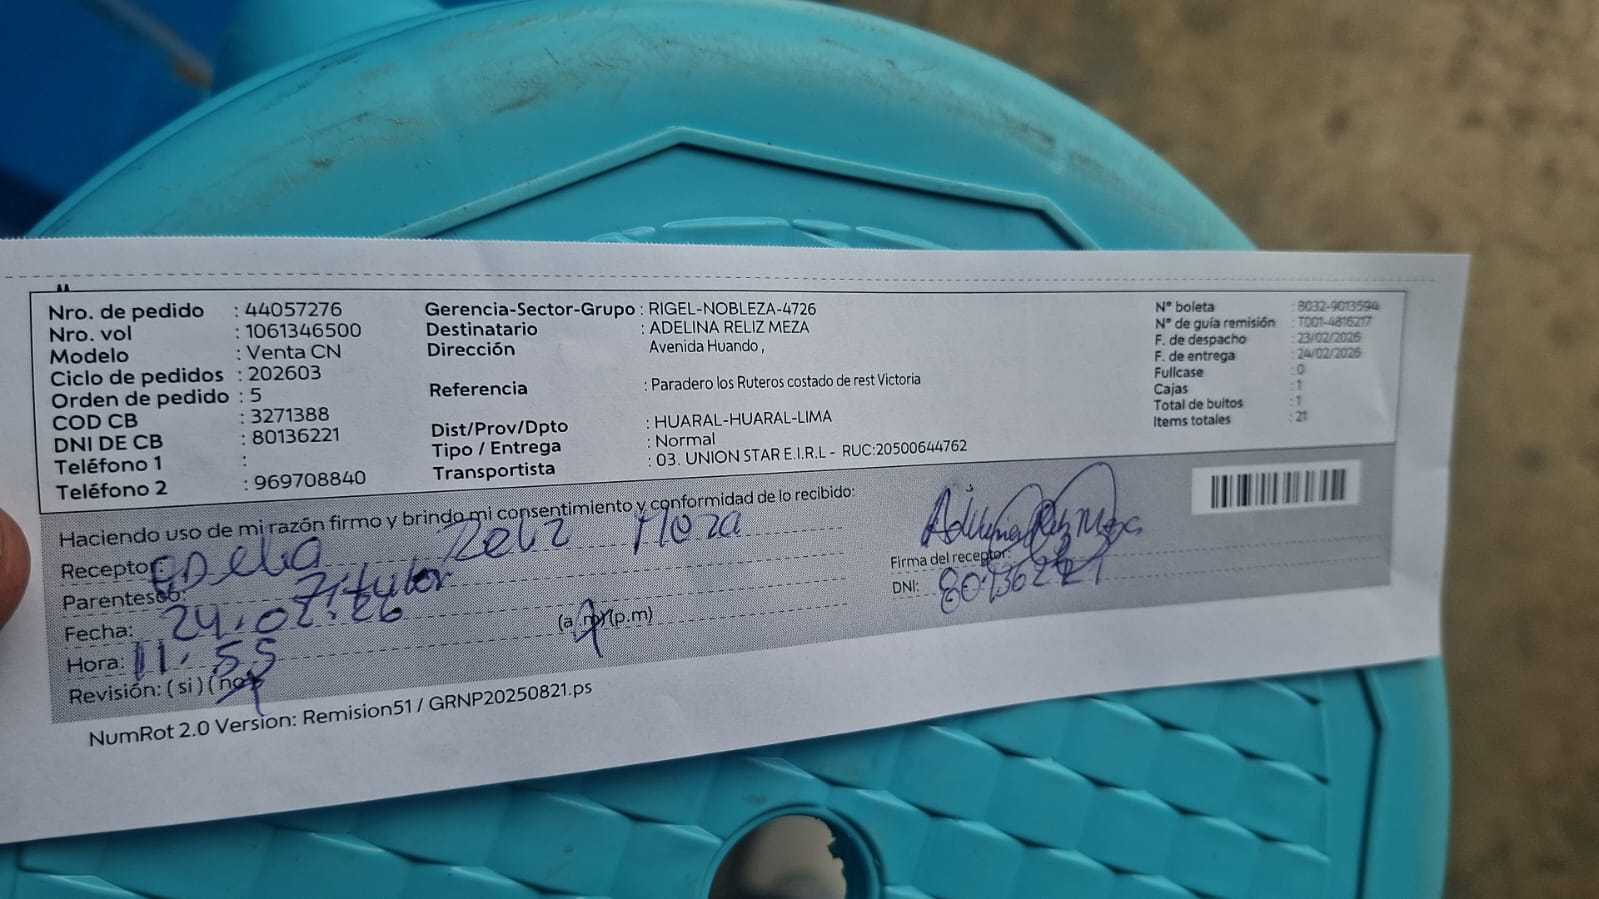 Nro. de pedido : 44057276
Nro. vol : 1061346500
Modelo : Venta CN
Ciclo de pedidos : 202603
Orden de pedido : 5
COD CB : 3271388
DNI DE CB : 80136221
Teléfono 1 :
Teléfono 2 : 969708840
Gerencia-Sector-Grupo : RIGEL-NOBLEZA-4726
Destinatario : ADELINA RELIZ MEZA
Dirección Avenida Huando ,
Referencia : Paradero los Ruteros costado de rest Victoria
Dist/Prov/Dpto : HUARAL-HUARAL-LIMA
Tipo / Entrega : Normal
Transportista : 03. UNION STAR E.I.R.L - RUC:20500644762
N° boleta : B032-9013594
N° de guía remisión : T001-4816217
F. de despacho : 23/02/2026
F. de entrega : 24/02/2026
Fullcase : 0
Cajas : 1
Total de bultos : 1
Items totales : 21
Haciendo uso de mi razón firmo y brindo mi consentimiento y conformidad de lo recibido:
Receptor: Reliz Meza
Parentesco: Titular
Fecha: 24.02.26
Hora: 11.55 (a.m) (p.m)
Revisión: ( si ) ( no )
Firma del receptor:
DNI: 80136221
NumRot 2.0 Version: Remision51 / GRNP20250821.ps